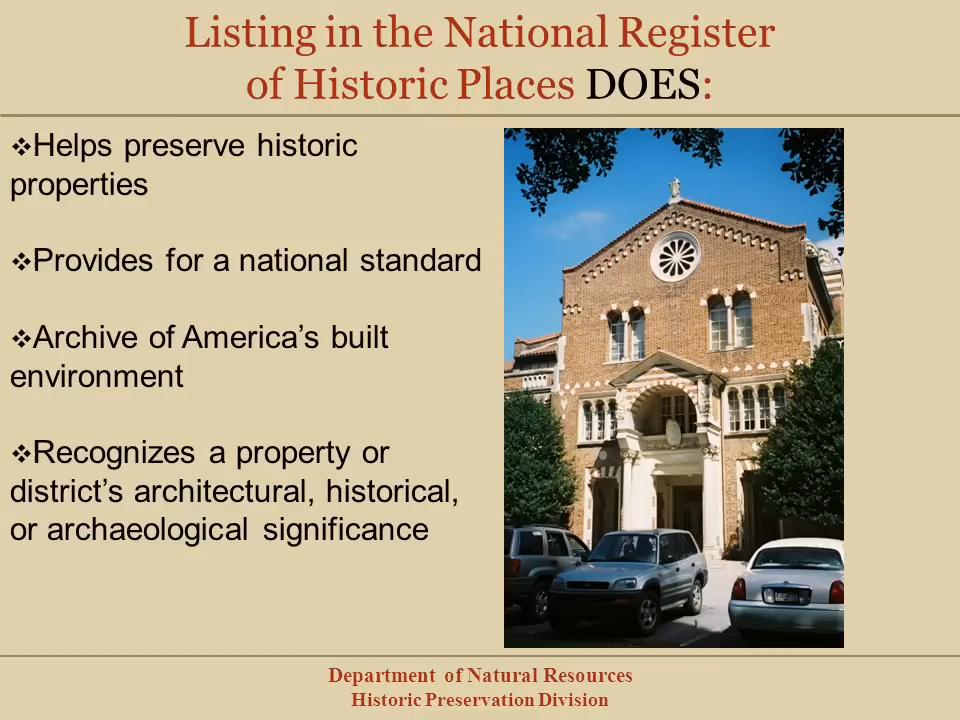 Listing in the National Register
of Historic Places DOES:
❖Helps preserve historic
properties
❖Provides for a national standard
❖Archive of America’s built
environment
❖Recognizes a property or
district’s architectural, historical,
or archaeological significance
Department of Natural Resources
Historic Preservation Division